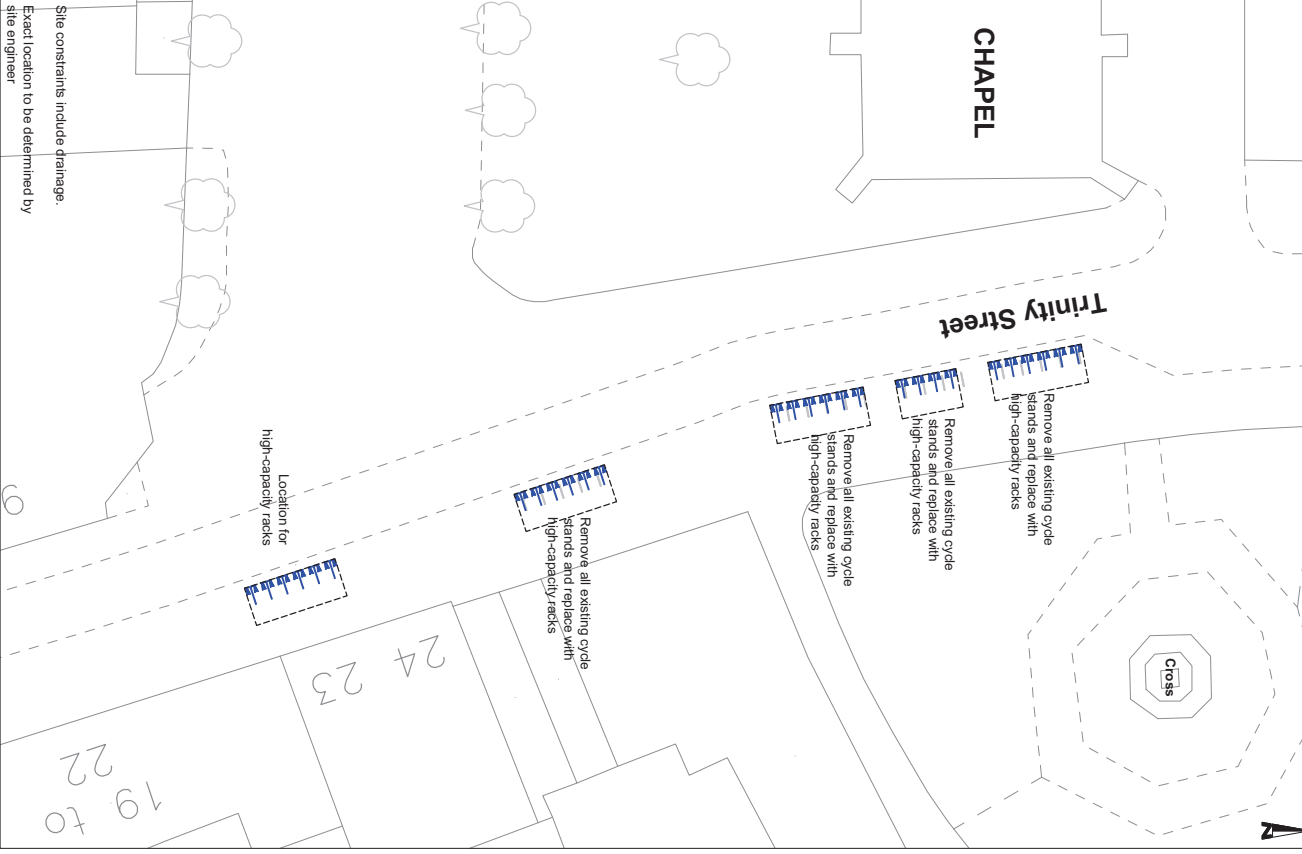 Site constraints include drainage.
Exact location to be determined by
site engineer
CHAPEL
Trinity Street
Remove all existing cycle
stands and replace with
high-capacity racks
Remove all existing cycle
stands and replace with
high-capacity racks
Remove all existing cycle
stands and replace with
high-capacity racks
Remove all existing cycle
stands and replace with
high-capacity racks
Location for
high-capacity racks
Cross
24
23
22
19 to
N